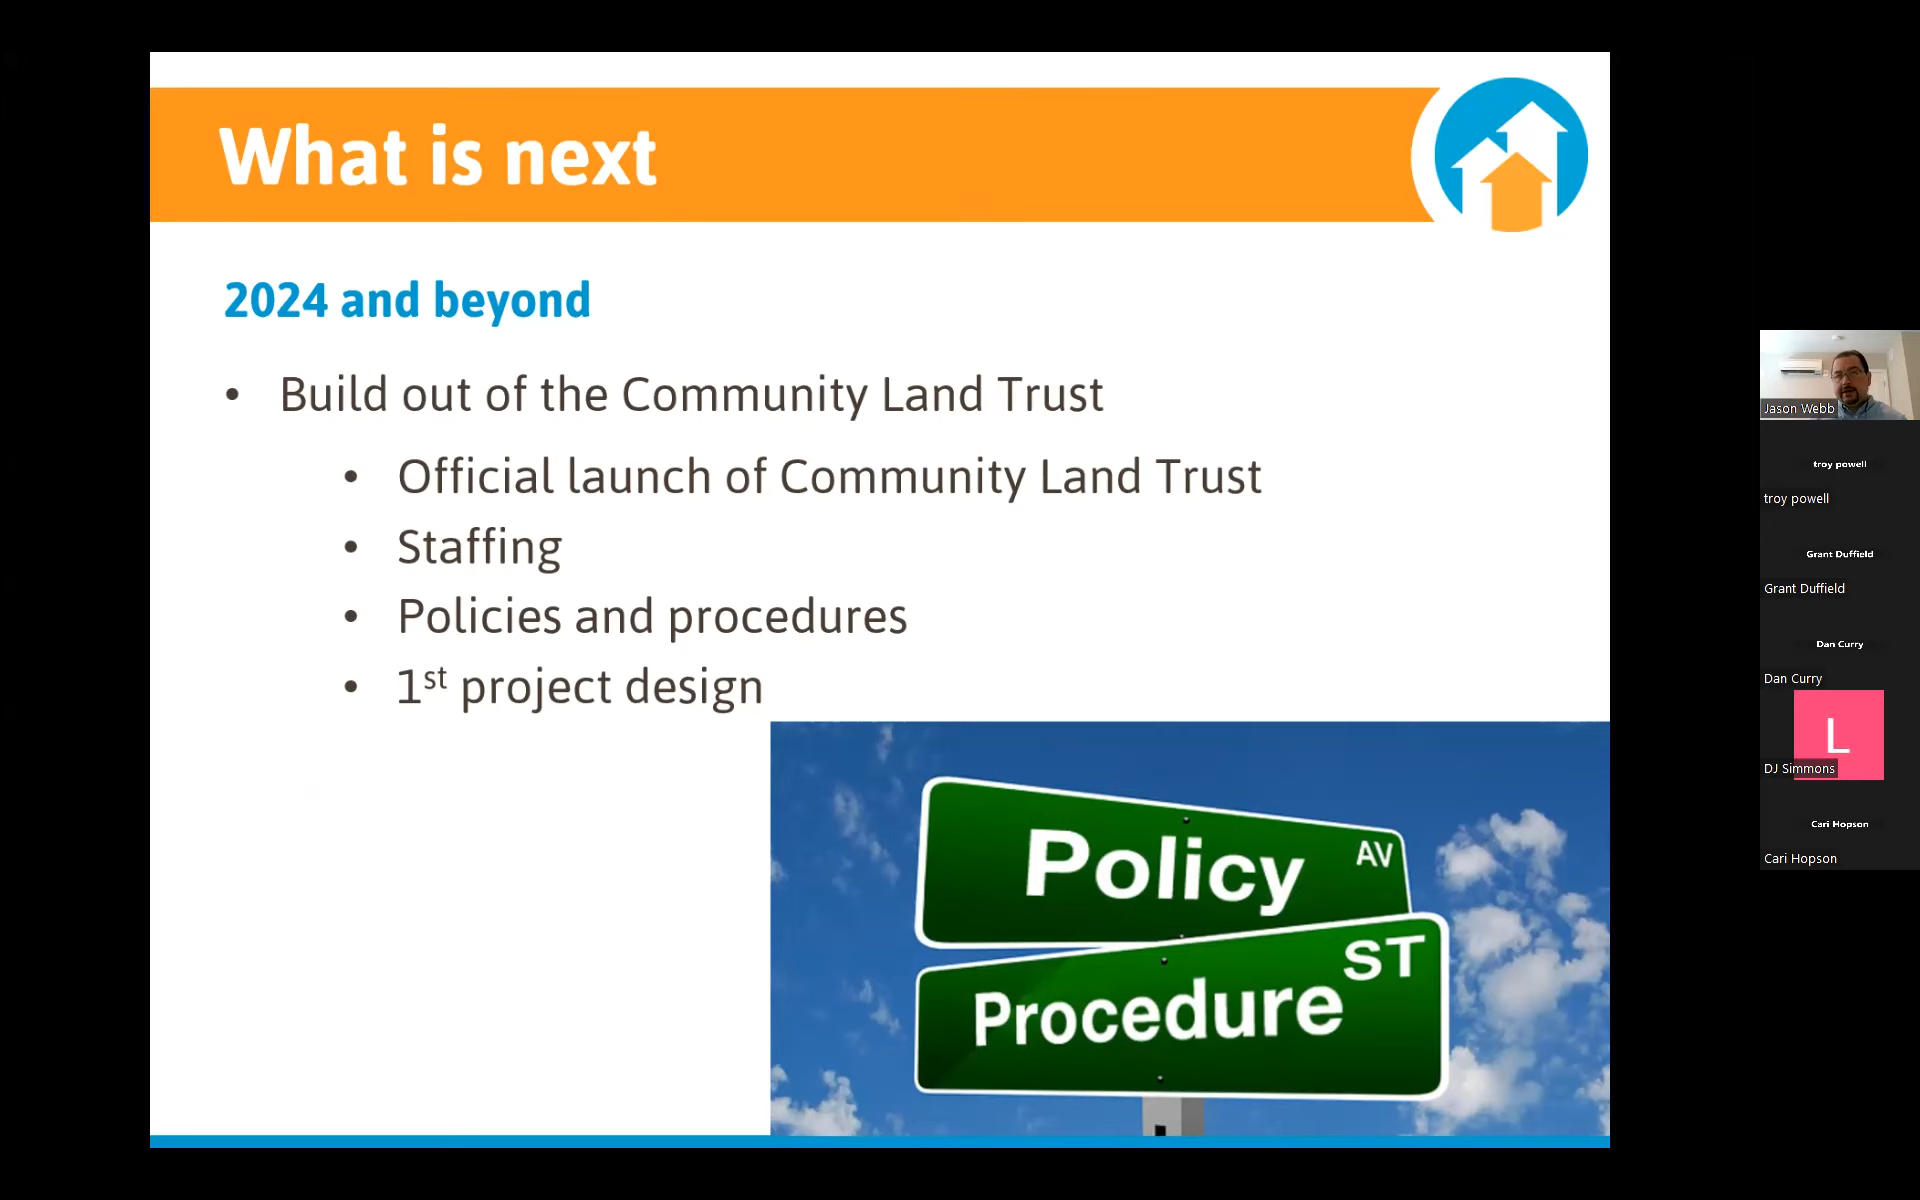 What is next
2024 and beyond
• Build out of the Community Land Trust
• Official launch of Community Land Trust
• Staffing
• Policies and procedures
• 1st project design
Policy AV
Procedure ST
Jason Webb
troy powell
troy powell
Grant Duffield
Grant Duffield
Dan Curry
Dan Curry
L
DJ Simmons
Cari Hopson
Cari Hopson